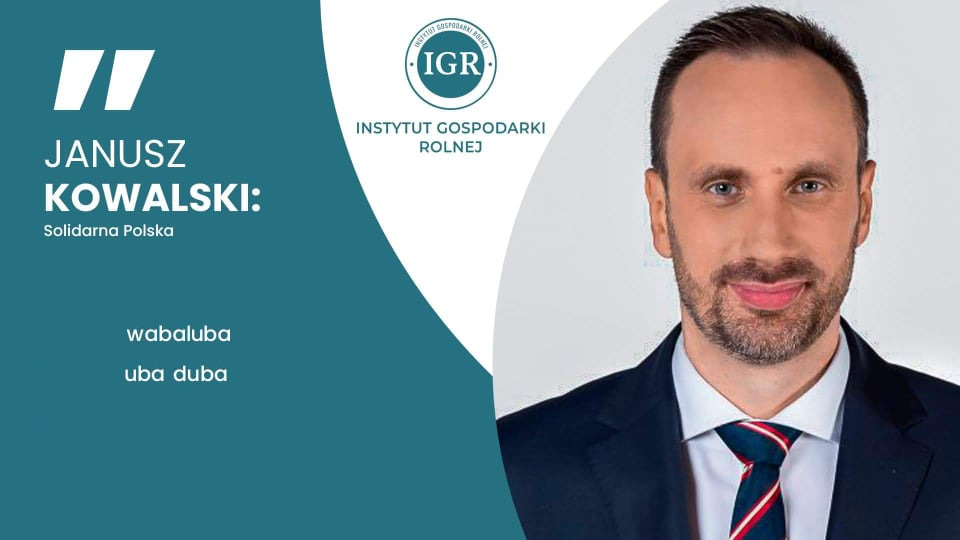 JANUSZ
KOWALSKI:
Solidarna Polska
wabaluba
uba duba
INSTYTUT GOSPODARKI ROLNEJ
IGR
INSTYTUT GOSPODARKI
ROLNEJ